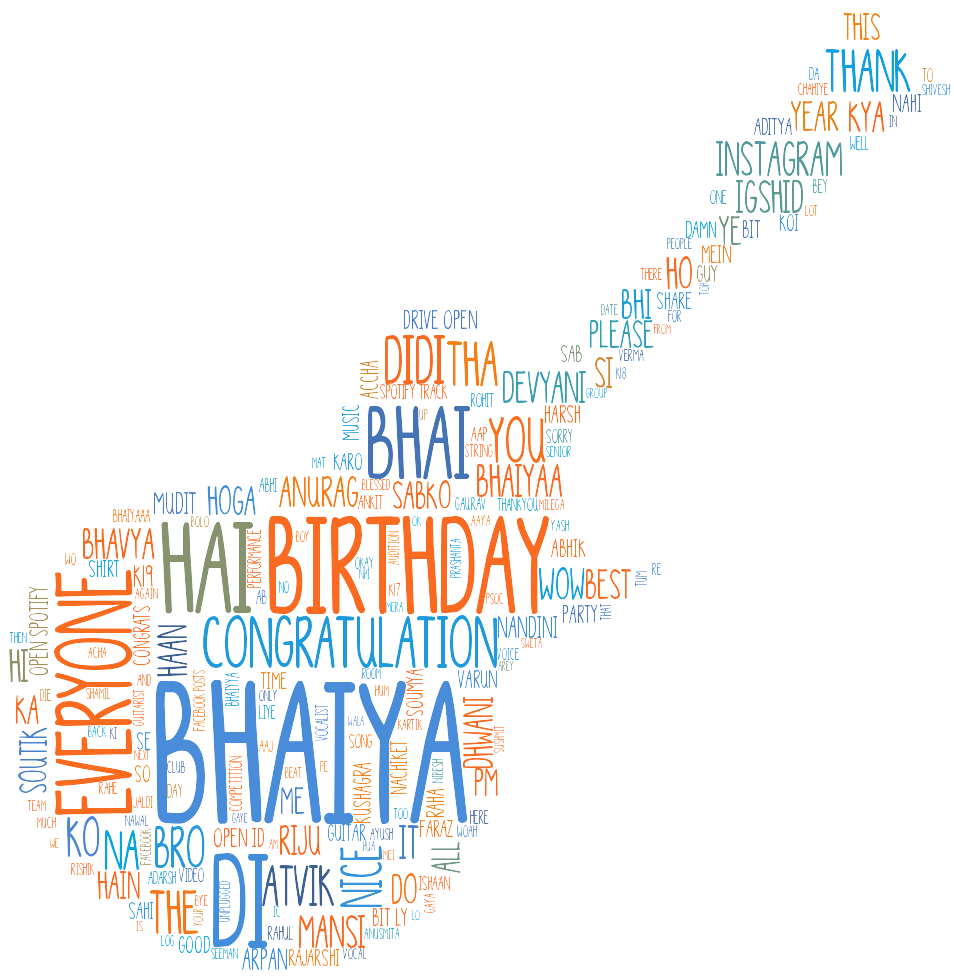 THIS
THANK
DA
TO
CHAHIYE
SHIVESH
NAHI
YEAR KYA
IN
ADITYA
WELL
INSTAGRAM
BEY
ONE
IGSHID
LOT
KOI
DAMN YE BIT
PEOPLE
MEIN
THERE HO GUY
TOH
BHI SHARE
DATE
FOR
DRIVE OPEN
PLEASE FROM
SAB
VERMA
DIDI THA
ACCHA
SI K18
SPOTIFY TRACK
DEVYANI GROUP
ROHIT
UP
HARSH
MUSIC
BHAI
AAP YOU
SORRY
STRING
SENIOR
MAT KARO
BHAIYAA
ABHI
ANURAG
BLESSED
SABKO
ANKIT
MUDIT HOGA
GAURAV THANKYOU MILEGA
BHAIYAAA
BOLO
OK
AAYA
YASH
HAI
BIRTHDAY
BOY
AUDITION
BHAVYA
WO
SHIRT
PERFORMANCE
OKAY
NHI
PRASHANTA
ABHIK
K19
AGAIN
AB
NO
K17
MERA
PSOC
WOW BEST
TUM
RE
EVERYONE
OPEN SPOTIFY
CONGRATS
PARTY
THAT
HAAN
CONGRATULATION
NANDINI
SWETA
THEN
HI
ACHA
VOICE
AREY
AND
DIE
SHAMIL
FACEBOOK POSTS
BHAIYYA
TIME
ROOM
HUM
SOUMYA
VARUN
ONLY
LIVE
KA
GUITARIST
BHAIYA
VOCALIST
WALA
KARTIK
DHWANI
SUSHMIT
BACK KI
SE
SOUTIK
AAJ
SONG
NACHIKET
NEXT
SO
CLUB
COMPETITION
BEAT
PE
KUSHAGRA
NIBESH
PM
RAHE
DAY
ME
RAHA
TEAM
JALDI
GAYE
TOO
HERE
MUCH
NAWAL
KO
WE
NA
FACEBOOK
BRO
OPEN ID
AM
RIJU
GUITAR
AYUSH
HUA
IT
FARAZ
WOAH
MEI
ALL
RISHIK
HAIN
ADARSH VIDEO
DI
UNPLUGGED
ATVIK
NICE
DO
ISHAAN
GAYA
SAHI
THE
BYE
YOUR
IC
BIT LY
LO
IS
LOG
GOOD
SEEMAN
RAHUL
MANSI
ANUSMITA
ARPAN
RAJARSHI
VOCAL